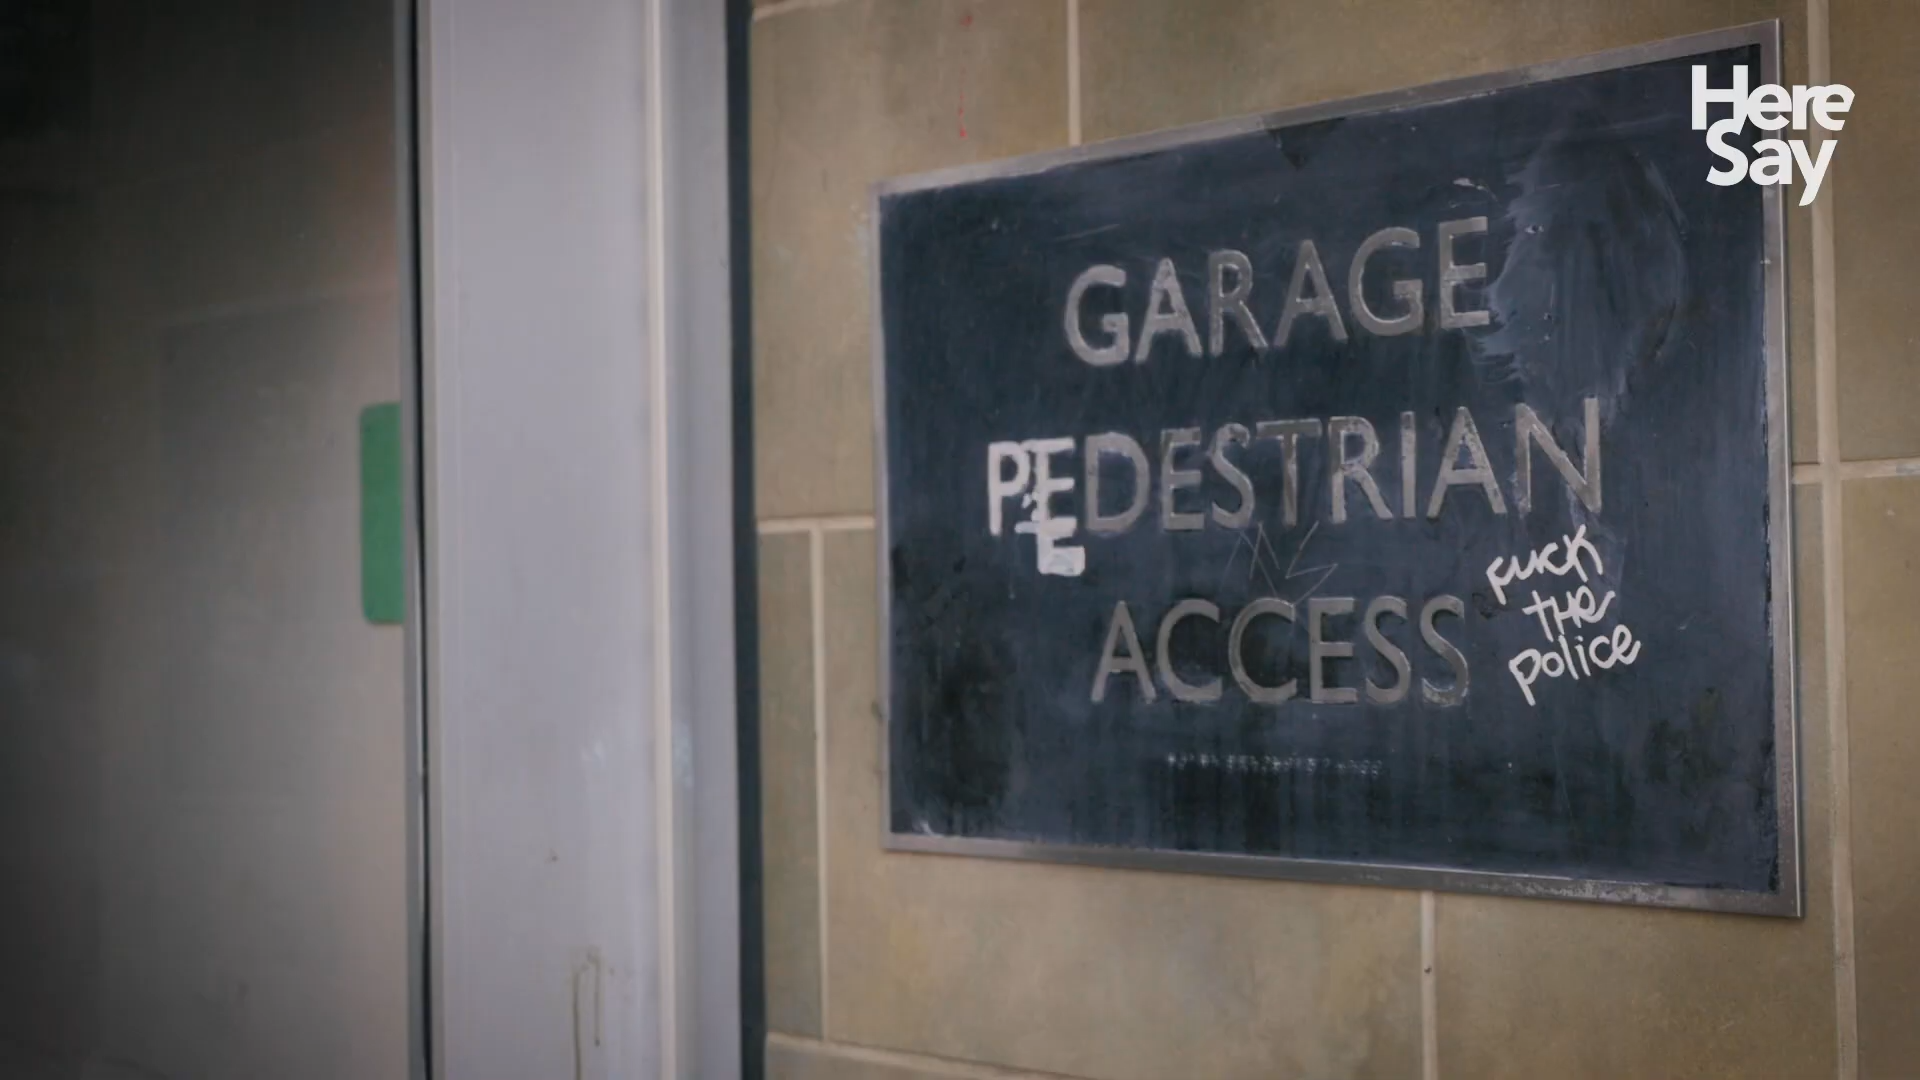 Here
Say
GARAGE
PEDESTRIAN
ACCESS
FUCK
THE
POLICE